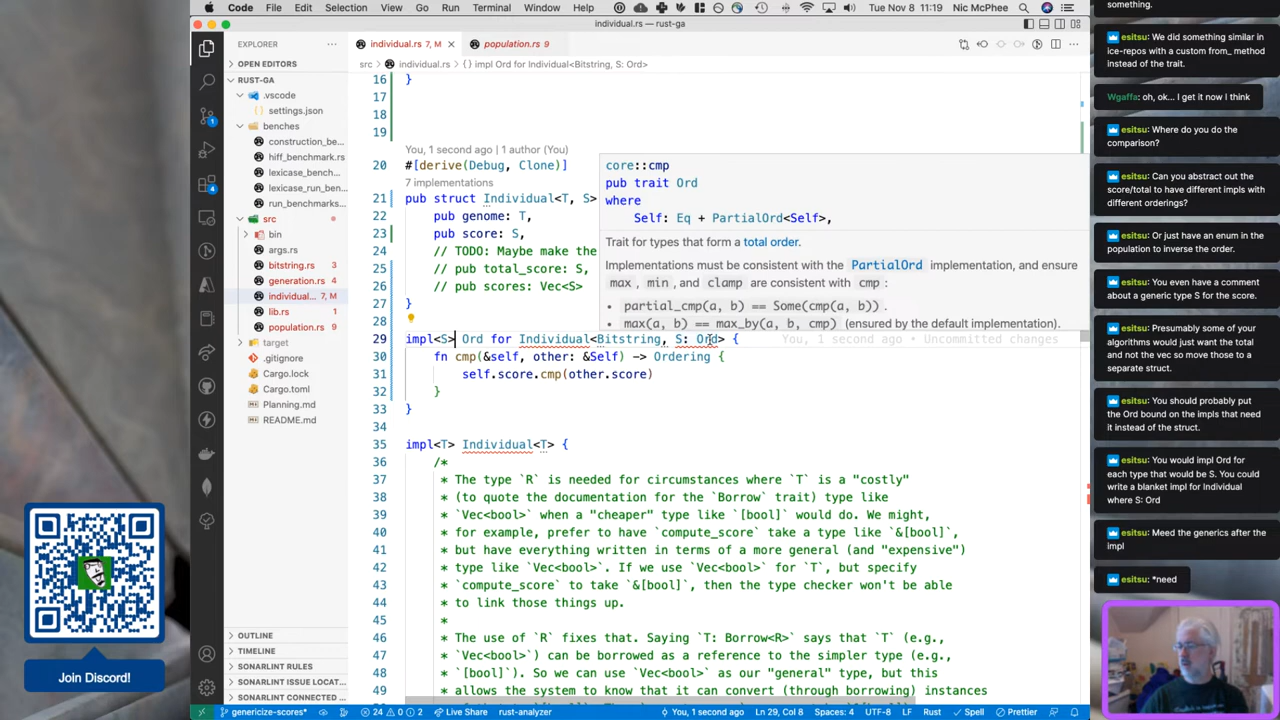 Code File Edit Selection View Go Run Terminal Window Help
Tue Nov 8 11:19 Nic McPhee
individual.rs — rust-ga
EXPLORER
individual.rs 7, M
population.rs 9
src > individual.rs > {} impl Ord for Individual<Bitstring, S: Ord>
OPEN EDITORS
RUST-GA
.vscode
settings.json
benches
construction_be...
hiff_benchmark.rs
lexicase_bench...
lexicase_run_ben...
run_benchmarks...
src
bin
args.rs
bitstring.rs 3
generation.rs 4
individual... 7, M
lib.rs
population.rs 9
target
.gitignore
Cargo.lock
Cargo.toml
Planning.md
README.md
OUTLINE
TIMELINE
SONARLINT RULES
SONARLINT ISSUE LOCAT...
SONARLINT CONNECTED ...
16 }
17
18
19
You, 1 second ago | 1 author (You)
20 #[derive(Debug, Clone)]
7 implementations
21 pub struct Individual<T, S>
22 pub genome: T,
23 pub score: S,
24 // TODO: Maybe make the
25 // pub total_score: S,
26 // pub scores: Vec<S>
27 }
28
29 impl<S> Ord for Individual<Bitstring, S: Ord> { You, 1 second ago • Uncommitted changes
30 fn cmp(&self, other: &Self) -> Ordering {
31 self.score.cmp(other.score)
32 }
33 }
34
35 impl<T> Individual<T> {
36 /*
37 * The type `R` is needed for circumstances where `T` is a "costly"
38 * (to quote the documentation for the `Borrow` trait) type like
39 * `Vec<bool>` when a "cheaper" type like `[bool]` would do. We might,
40 * for example, prefer to have `compute_score` take a type like `&[bool]`,
41 * but have everything written in terms of a more general (and "expensive")
42 * type like `Vec<bool>`. If we use `Vec<bool>` for `T`, but specify
43 * `compute_score` to take `&[bool]`, then the type checker won't be able
44 * to link those things up.
45 *
46 * The use of `R` fixes that. Saying `T: Borrow<R>` says that `T` (e.g.,
47 * `Vec<bool>`) can be borrowed as a reference to the simpler type (e.g.,
48 * `[bool]`). So we can use `Vec<bool>` as our "general" type, but this
49 * allows the system to know that it can convert (through borrowing) instances
core::cmp
pub trait Ord
where
Self: Eq + PartialOrd<Self>,
Trait for types that form a total order.
Implementations must be consistent with the PartialOrd implementation, and ensure
max, min, and clamp are consistent with cmp:
• partial_cmp(a, b) == Some(cmp(a, b)).
• max(a, b) == max_by(a, b, cmp) (ensured by the default implementation).
something.
esitsu: We did something similar in
ice-repos with a custom from_ method
instead of the trait.
Wgaffa: oh, ok... I get it now I think
esitsu: Where do you do the
comparison?
esitsu: Can you abstract out the
score/total to have different impls with
different orderings?
esitsu: Or just have an enum in the
population to inverse the order.
esitsu: You even have a comment
about a generic type S for the score.
esitsu: Presumably some of your
algorithms would just want the total
and not the vec so move those to a
separate struct.
esitsu: You should probably put
the Ord bound on the impls that need
it instead of the struct.
esitsu: You would impl Ord for
each type that would be S. You could
write a blanket impl for Individual
where S: Ord
esitsu: Meed the generics after the
impl
esitsu: *need
Join Discord!
genericize-scores* 24 0 2 Live Share rust-analyzer You, 1 second ago Ln 29, Col 8 Spaces: 4 UTF-8 LF Rust Spell Prettier
1
4